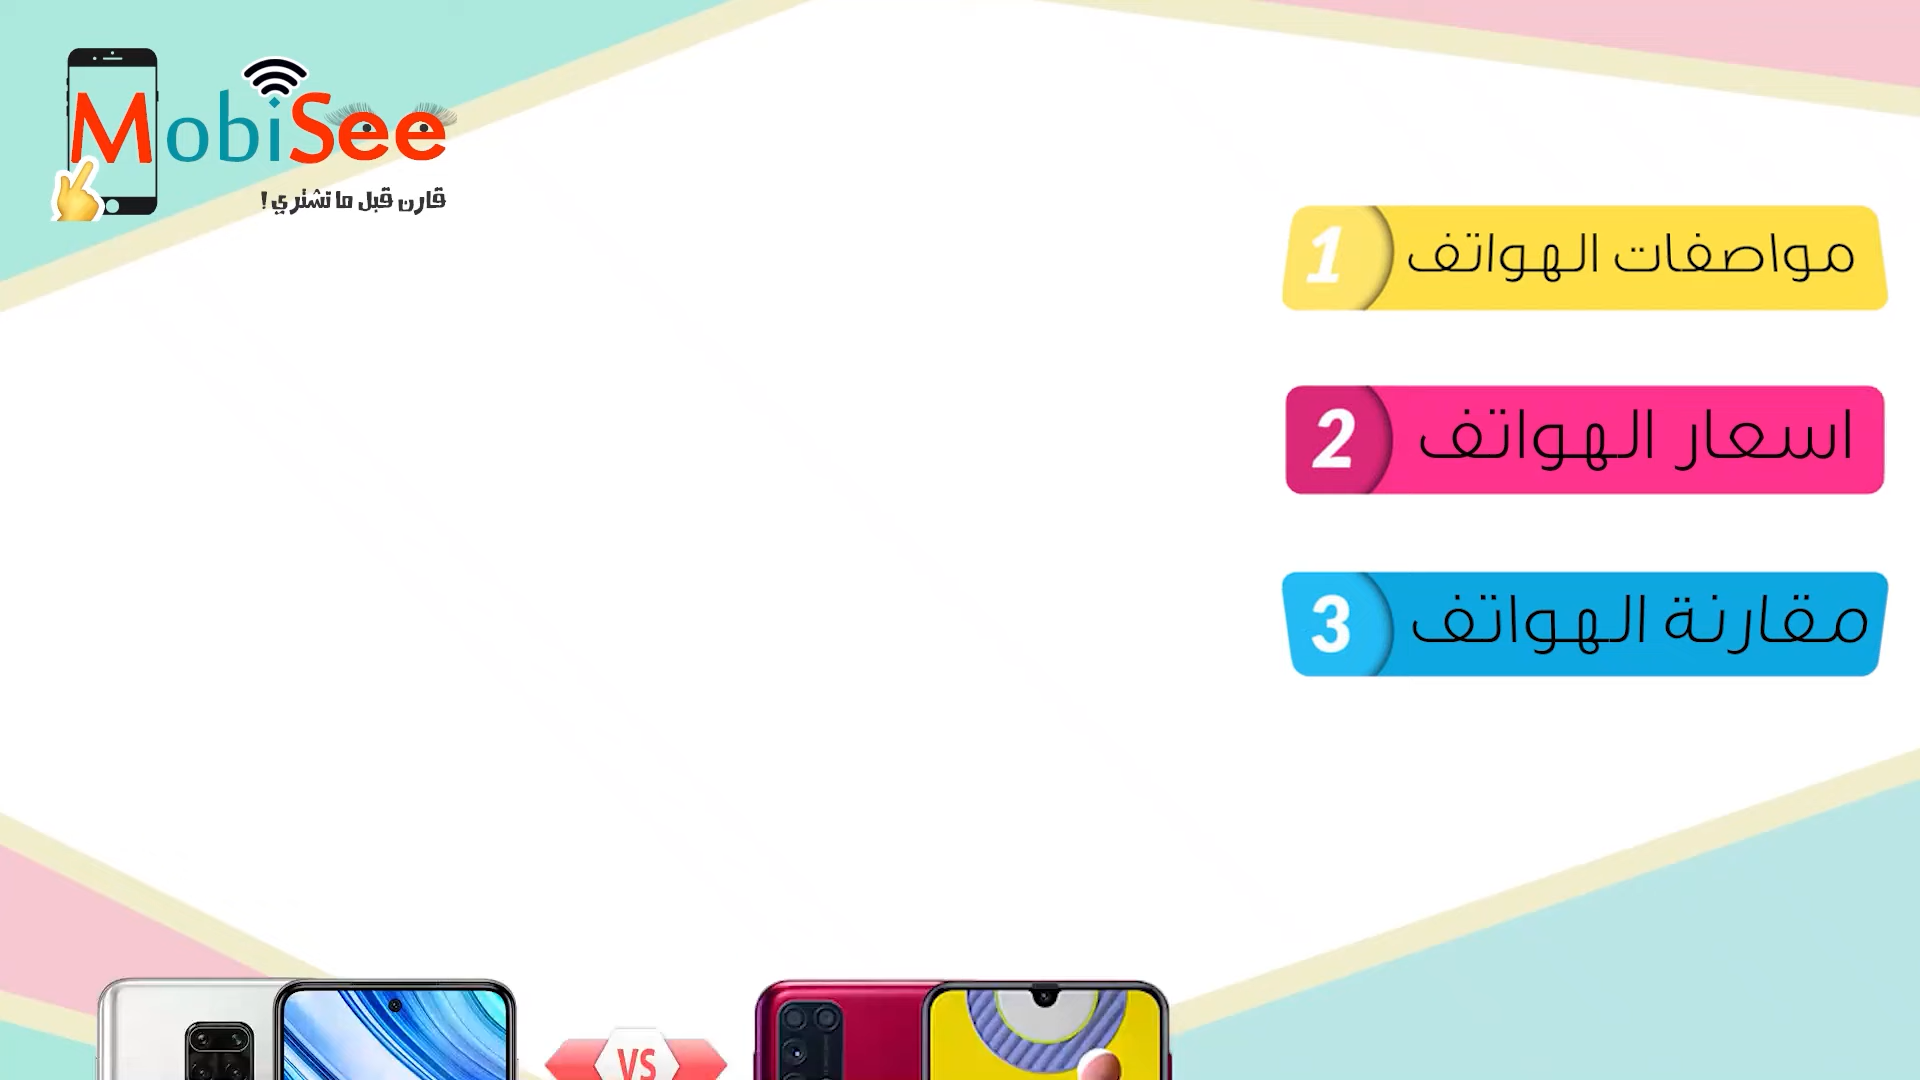 MobiSee
قارن قبل ما تشتري !
1 مواصفات الهواتف
2 اسعار الهواتف
3 مقارنة الهواتف
VS